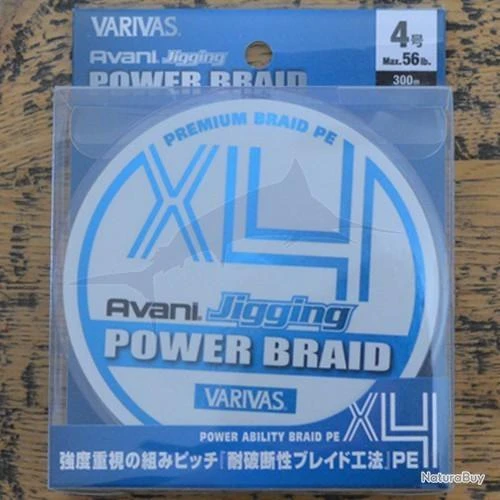 VARIVAS®
4号
Avani Jigging
Max.56lb.
POWER BRAID
300m
PREMIUM BRAID PE
X4
Avani Jigging
POWER BRAID
VARIVAS®
POWER ABILITY BRAID PE
X4
強度重視の組みピッチ『耐破断性ブレイド工法』PE
NaturaBuy